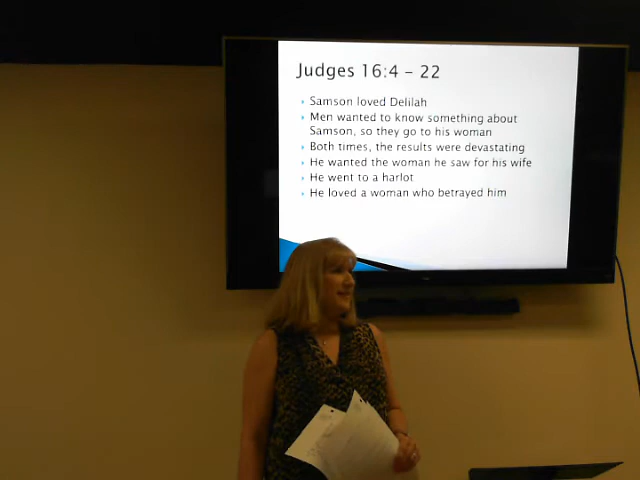 Judges 16:4 – 22
Samson loved Delilah
Men wanted to know something about
Samson, so they go to his woman
Both times, the results were devastating
He wanted the woman he saw for his wife
He went to a harlot
He loved a woman who betrayed him